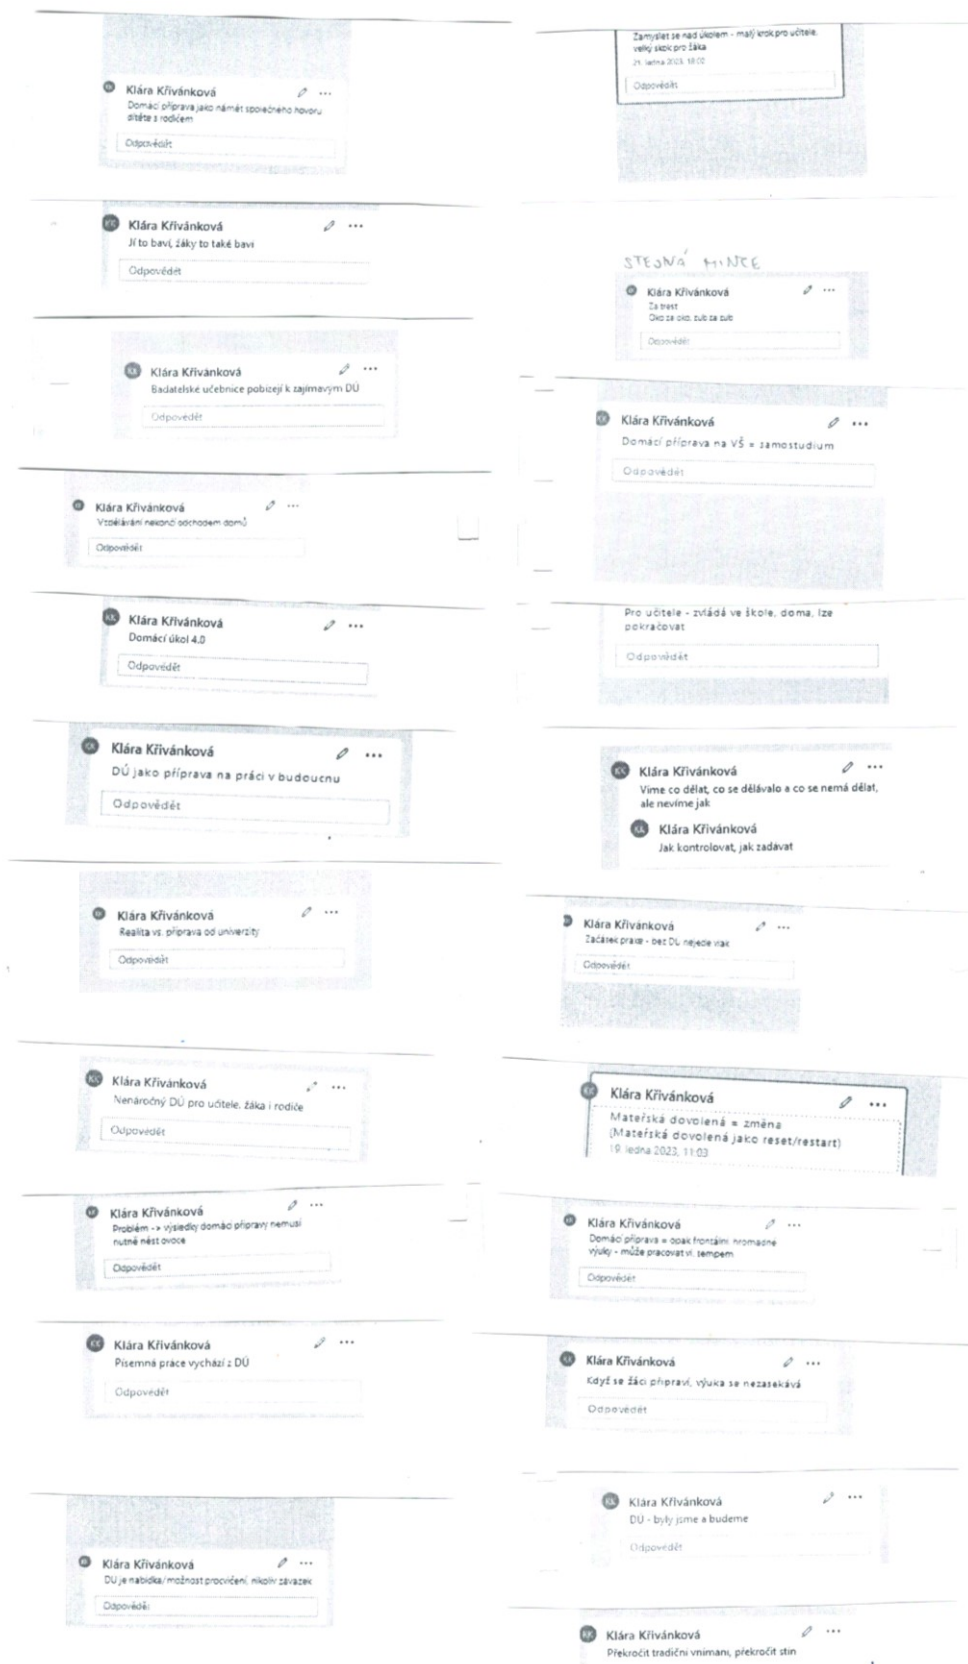 Klára Křivánková
Domácí příprava jako námět společného hovoru
dítěte s rodičem
Odpovědět
Klára Křivánková
Jí to baví, žáky to také baví
Odpovědět
Klára Křivánková
Badatelské učebnice pobízejí k zajímavým DÚ
Odpovědět
Klára Křivánková
Vzdělávání nekončí odchodem domů
Odpovědět
Klára Křivánková
Domácí úkol 4.0
Odpovědět
Klára Křivánková
DÚ jako příprava na práci v budoucnu
Odpovědět
Klára Křivánková
Realita vs. příprava od univerzity
Odpovědět
Klára Křivánková
Nenáročný DÚ pro učitele, žáka i rodiče
Odpovědět
Klára Křivánková
Problém -> výsledky domácí přípravy nemusí
nutně nést ovoce
Odpovědět
Klára Křivánková
Písemná práce vychází z DÚ
Odpovědět
Klára Křivánková
DÚ je nabídka/možnost procvičení, nikoliv závazek
Odpovědět
Zamyslet se nad úkolem - malý krok pro učitele,
velký skok pro žáka
21. ledna 2023, 18:02
Odpovědět
STEJNÁ MINCE
Klára Křivánková
Za trest
Oko za oko, zub za zub
Odpovědět
Klára Křivánková
Domácí příprava na VŠ = samostudium
Odpovědět
Pro učitele - zvládá ve škole, doma, lze
pokračovat
Odpovědět
Klára Křivánková
Víme co dělat, co se dělávalo a co se nemá dělat,
ale nevíme jak
Klára Křivánková
Jak kontrolovat, jak zadávat
Klára Křivánková
Začátek praxe - bez DÚ nejede vlak
Odpovědět
Klára Křivánková
Mateřská dovolená = změna
(Mateřská dovolená jako reset/restart)
19. ledna 2023, 11:03
Klára Křivánková
Domácí příprava = opak frontální, hromadné
výuky - může pracovat vl. tempem
Odpovědět
Klára Křivánková
Když se žáci připraví, výuka se nezasekává
Odpovědět
Klára Křivánková
DÚ - byly jsme a budeme
Odpovědět
Klára Křivánková
Překročit tradiční vnímání, překročit stín